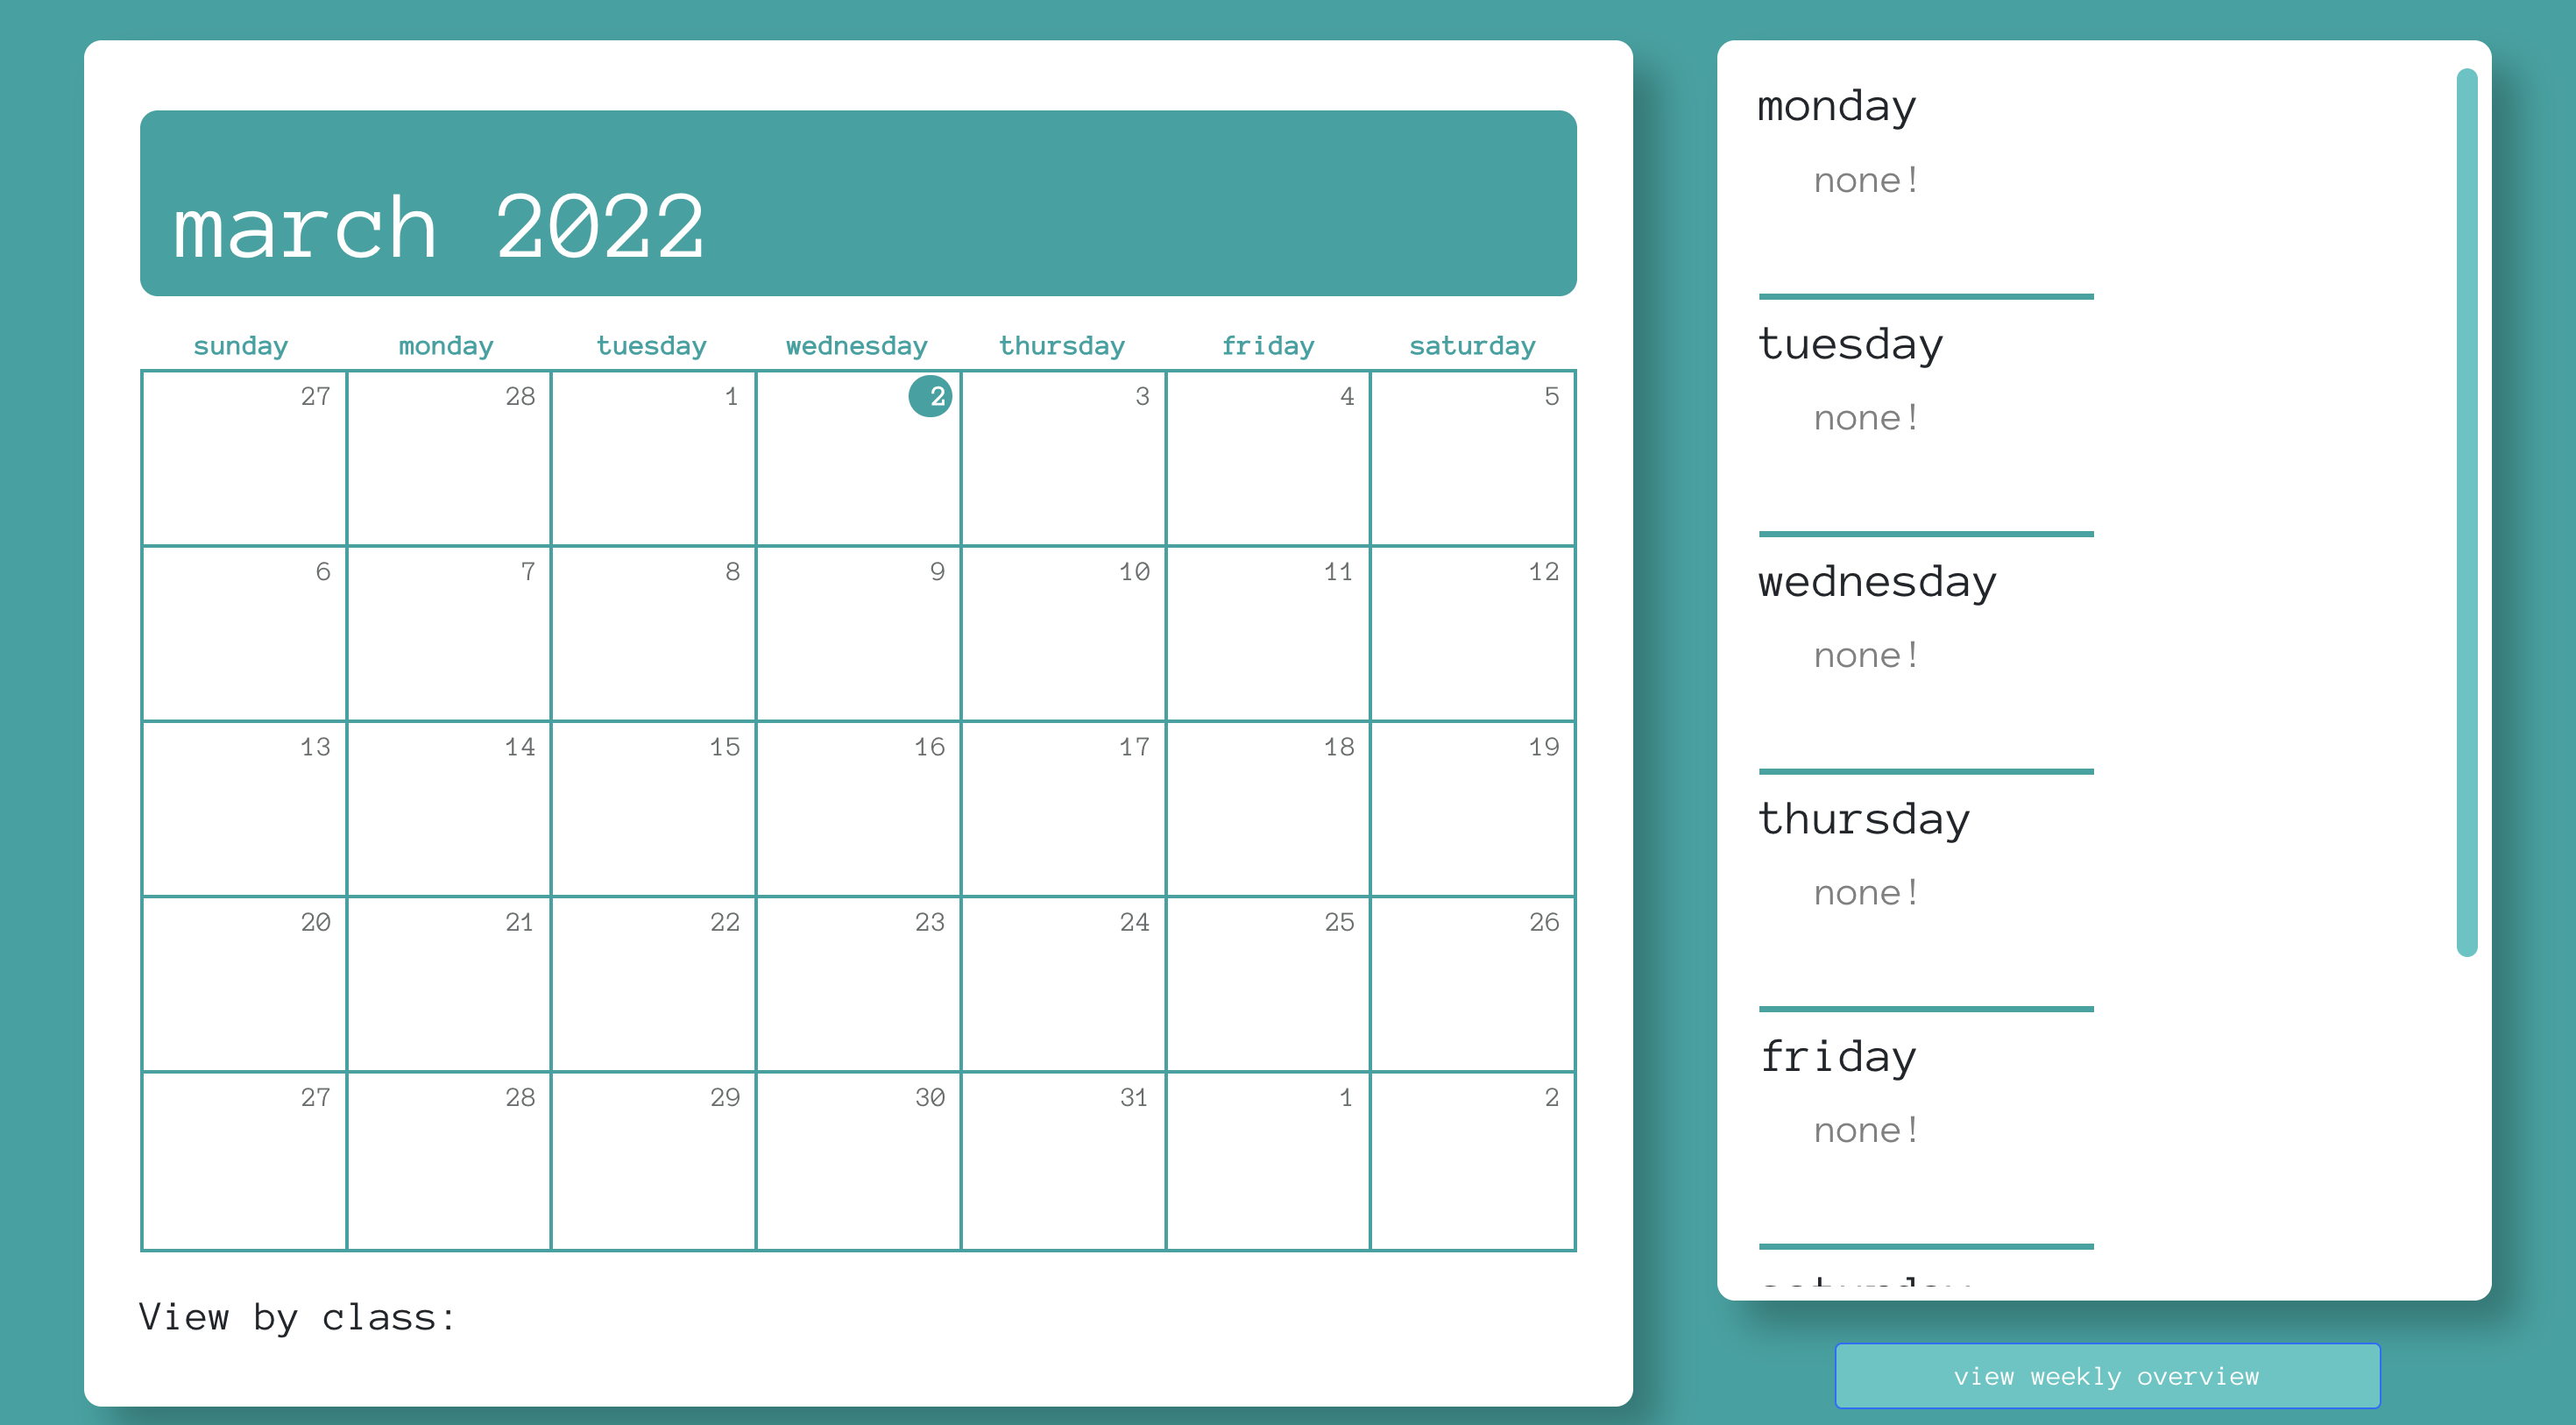 march 2022
sunday monday tuesday wednesday thursday friday saturday
27 28 1 2 3 4 5
6 7 8 9 10 11 12
13 14 15 16 17 18 19
20 21 22 23 24 25 26
27 28 29 30 31 1 2
View by class:
monday
none!
tuesday
none!
wednesday
none!
thursday
none!
friday
none!
view weekly overview